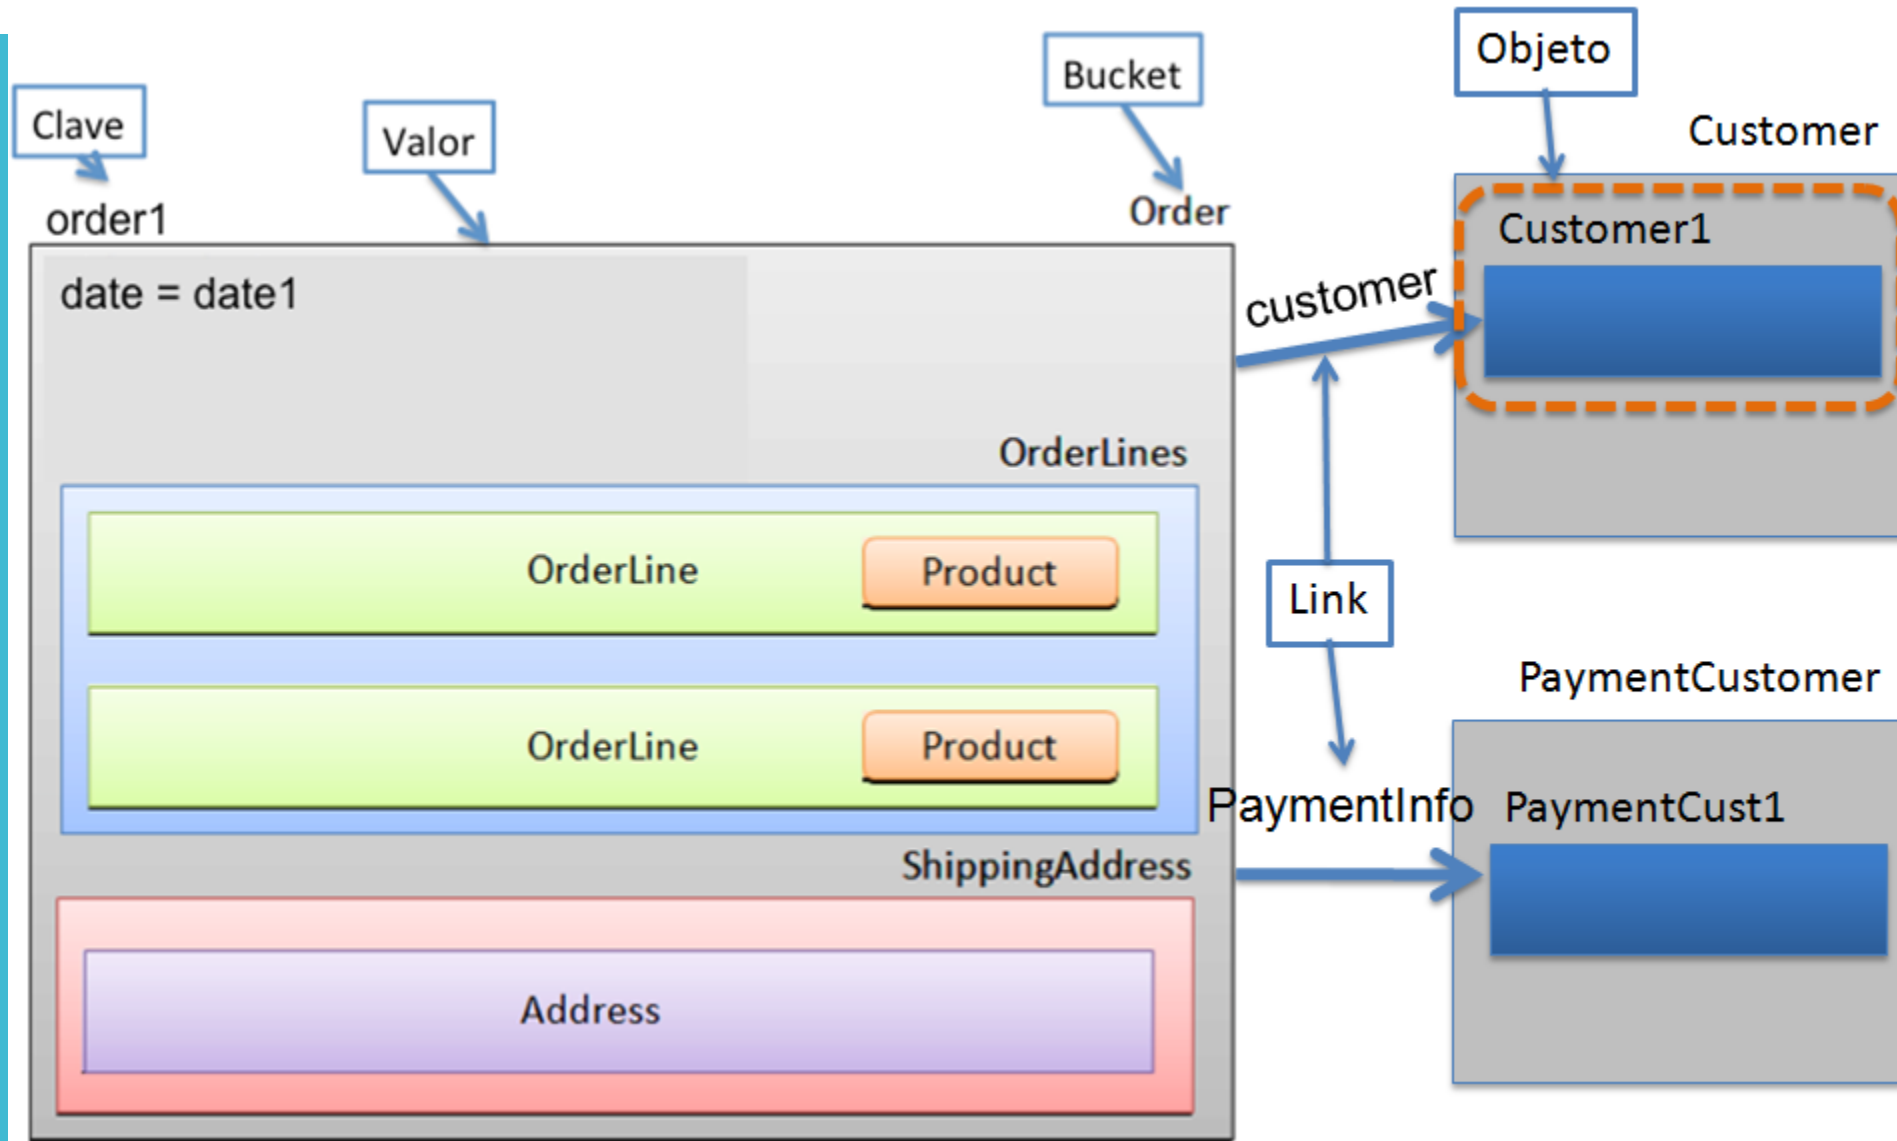 Objeto
Bucket
Clave
Valor
Customer
order1
Order
Customer1
date = date1
customer
OrderLines
OrderLine
Product
Link
PaymentCustomer
OrderLine
Product
PaymentInfo
PaymentCust1
ShippingAddress
Address